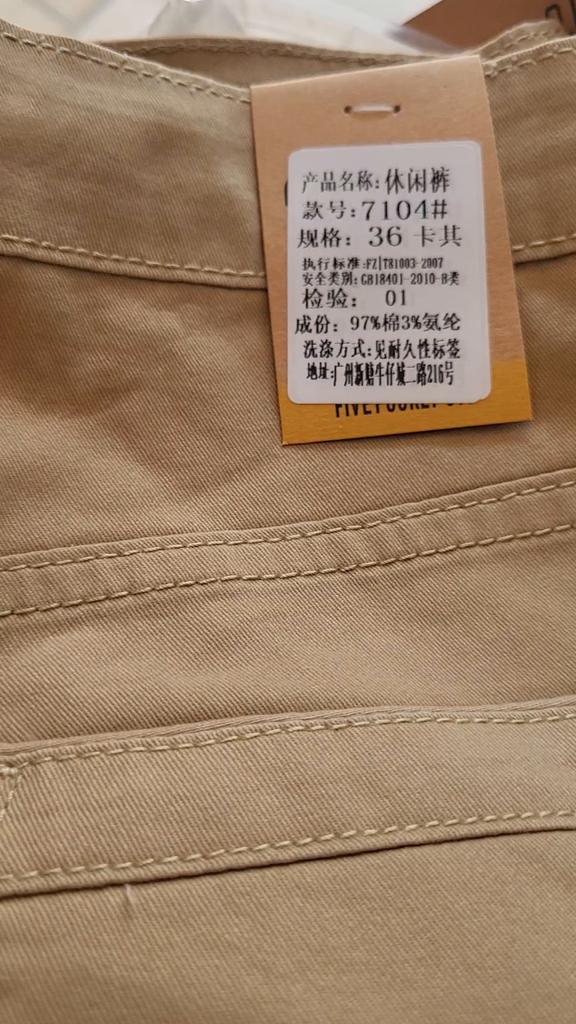 产品名称:休闲裤
款号:7104#
规格: 36 卡其
执行标准:FZ|T81003-2007
安全类别:GB18401-2010-B类
检验: 01
成份: 97%棉3%氨纶
洗涤方式:见耐久性标签
地址:广州新塘牛仔城二路216号